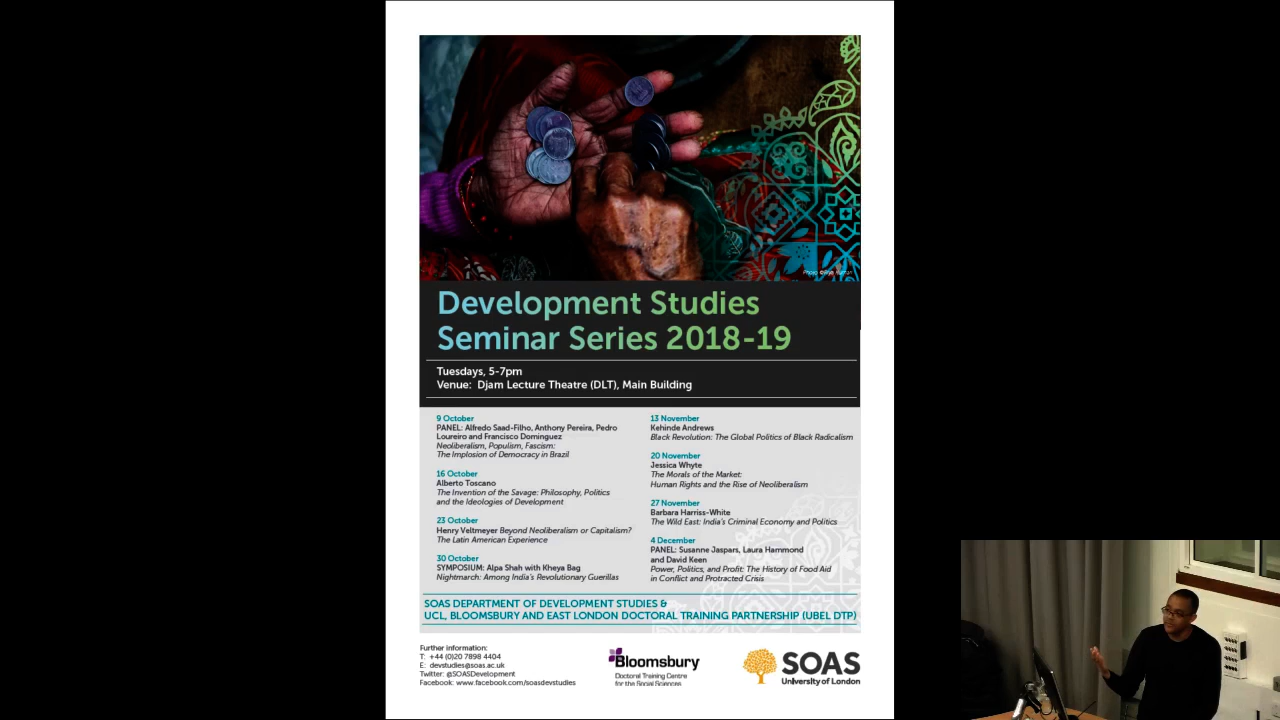 Photo ©Riya Kumari
Development Studies
Seminar Series 2018-19
Tuesdays, 5-7pm
Venue: Djam Lecture Theatre (DLT), Main Building
9 October
PANEL: Alfredo Saad-Filho, Anthony Pereira, Pedro
Loureiro and Francisco Dominguez
Neoliberalism, Populism, Fascism:
The Implosion of Democracy in Brazil
16 October
Alberto Toscano
The Invention of the Savage: Philosophy, Politics
and the Ideologies of Development
23 October
Henry Veltmeyer Beyond Neoliberalism or Capitalism?
The Latin American Experience
30 October
SYMPOSIUM: Alpa Shah with Kheya Bag
Nightmarch: Among India's Revolutionary Guerillas
13 November
Kehinde Andrews
Black Revolution: The Global Politics of Black Radicalism
20 November
Jessica Whyte
The Morals of the Market:
Human Rights and the Rise of Neoliberalism
27 November
Barbara Harriss-White
The Wild East: India's Criminal Economy and Politics
4 December
PANEL: Susanne Jaspars, Laura Hammond
and David Keen
Power, Politics, and Profit: The History of Food Aid
in Conflict and Protracted Crisis
SOAS DEPARTMENT OF DEVELOPMENT STUDIES &
UCL, BLOOMSBURY AND EAST LONDON DOCTORAL TRAINING PARTNERSHIP (UBEL DTP)
Further information:
T: +44 (0)20 7898 4404
E: devstudies@soas.ac.uk
Twitter: @SOASDevelopment
Facebook: www.facebook.com/soasdevstudies
Bloomsbury
Doctoral Training Centre
for the Social Sciences
SOAS
University of London